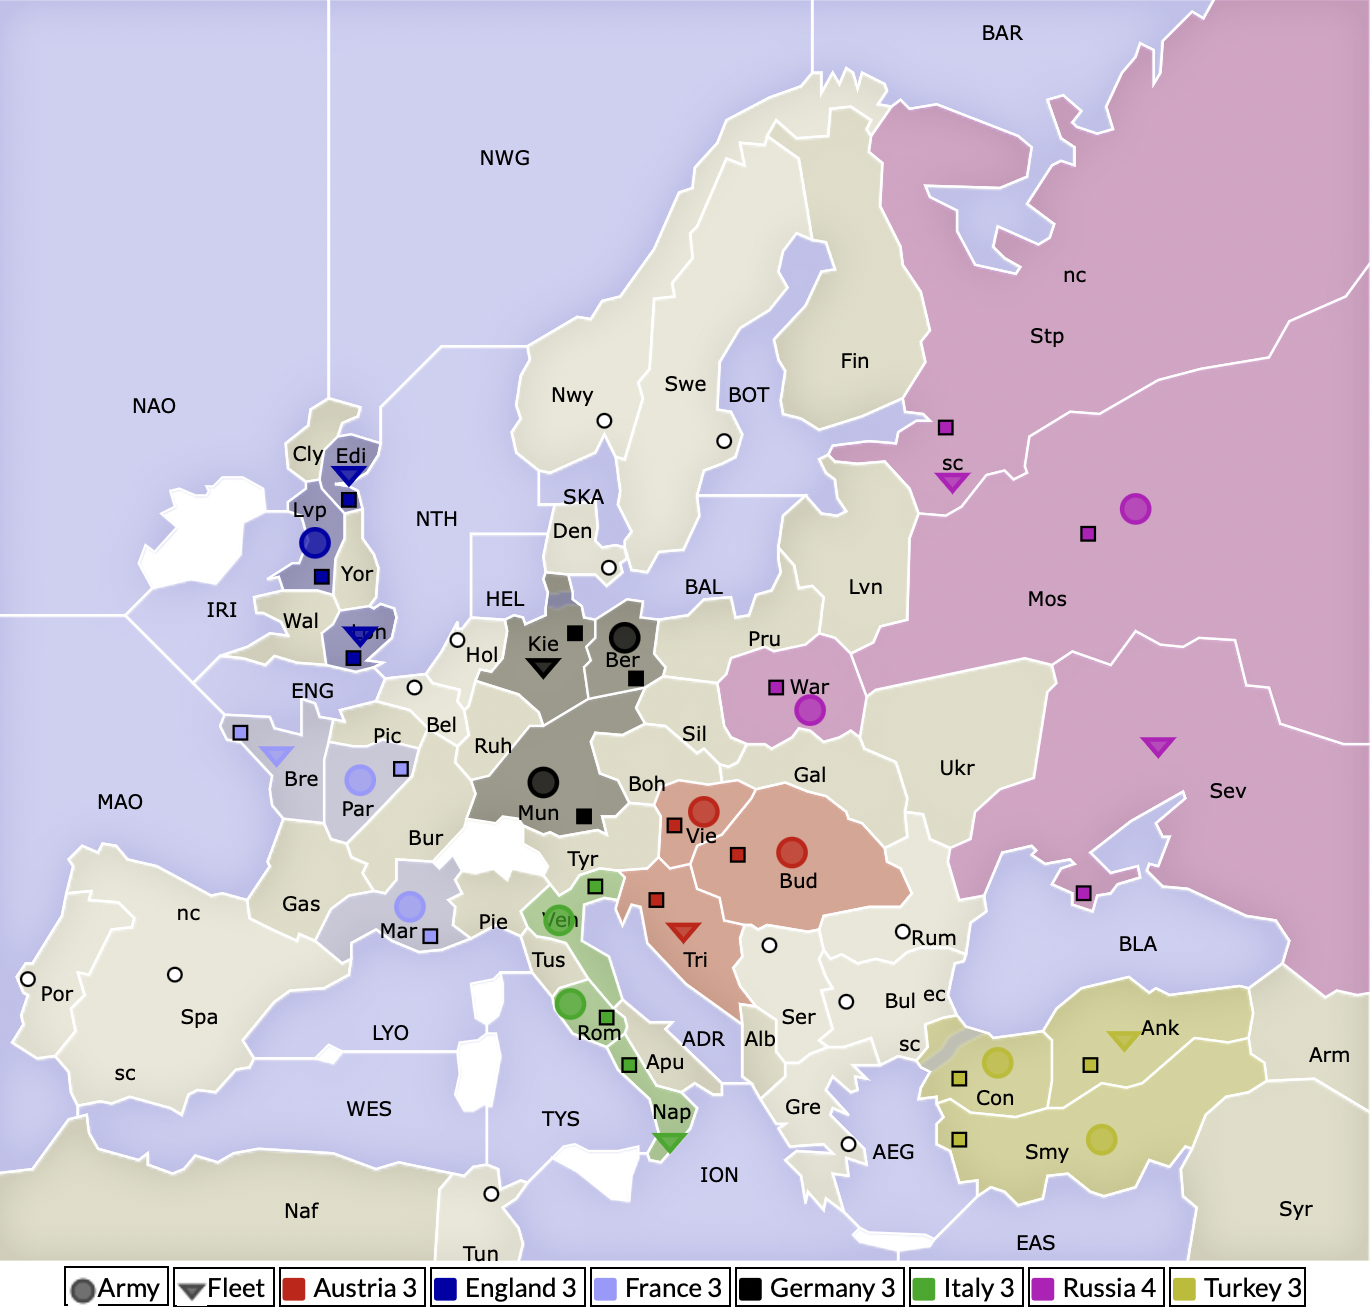 BAR
NWG
nc
Stp
Fin
Swe
Nwy
BOT
NAO
Cly
Edi
sc
SKA
Lvp
NTH
Den
Yor
HEL
BAL
Lvn
Mos
IRI
Wal
Lon
Pru
Kie
Hol
Ber
War
ENG
Bel
Pic
Sil
Ruh
Gal
Ukr
Boh
Sev
Bre
MAO
Par
Mun
Vie
Bur
Tyr
Bud
Gas
nc
Ven
Pie
Mar
Rum
BLA
Tus
Tri
Por
Bul
ec
Spa
Ser
LYO
Rom
ADR
Alb
sc
Ank
Apu
Arm
sc
Con
WES
TYS
Nap
Gre
AEG
Smy
ION
Naf
Syr
EAS
Tun
Army Fleet Austria 3 England 3 France 3 Germany 3 Italy 3 Russia 4 Turkey 3